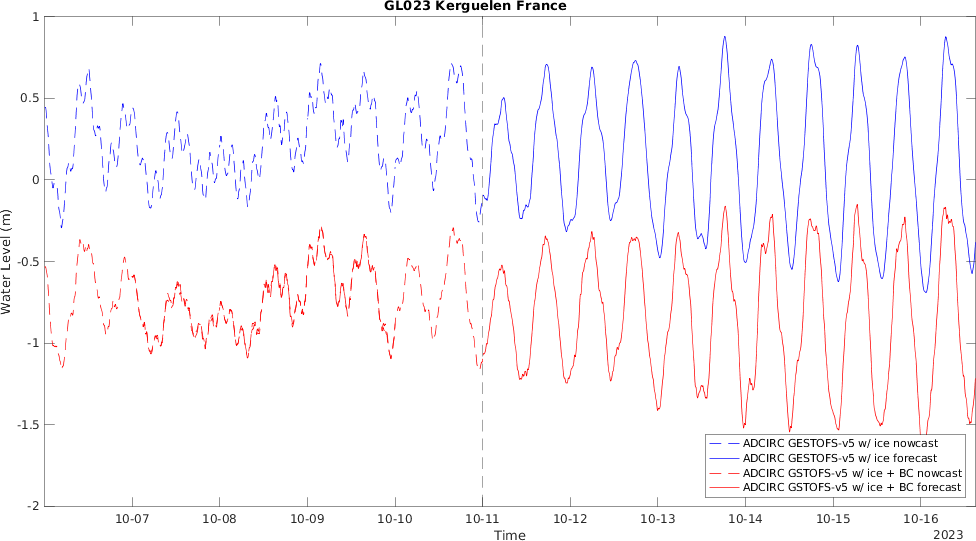 GL023 Kerguelen France
1
0.5
0
-0.5
-1
-1.5
-2
Water Level (m)
10-07 10-08 10-09 10-10 10-11 10-12 10-13 10-14 10-15 10-16
Time
2023
ADCIRC GESTOFS-v5 w/ ice nowcast
ADCIRC GESTOFS-v5 w/ ice forecast
ADCIRC GSTOFS-v5 w/ ice + BC nowcast
ADCIRC GSTOFS-v5 w/ ice + BC forecast